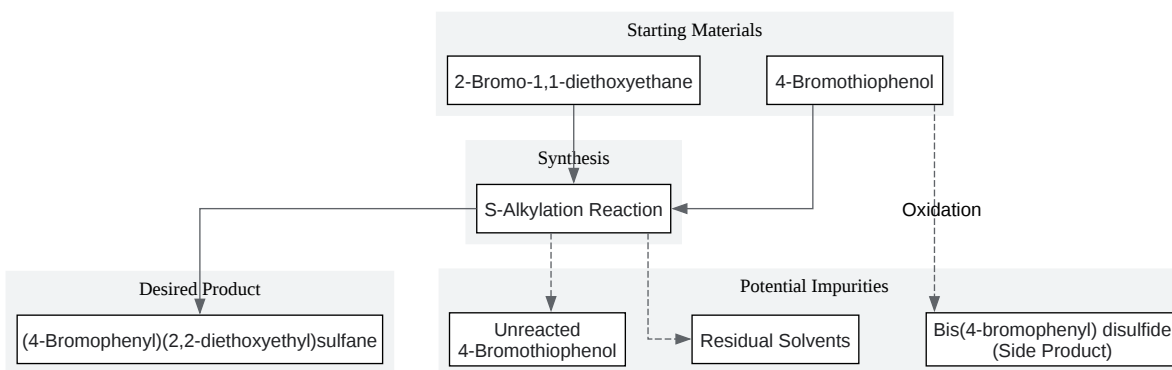 Starting Materials
2-Bromo-1,1-diethoxyethane
4-Bromothiophenol
Synthesis
S-Alkylation Reaction
Oxidation
Desired Product
(4-Bromophenyl)(2,2-diethoxyethyl)sulfane
Potential Impurities
Unreacted
4-Bromothiophenol
Residual Solvents
Bis(4-bromophenyl) disulfide
(Side Product)